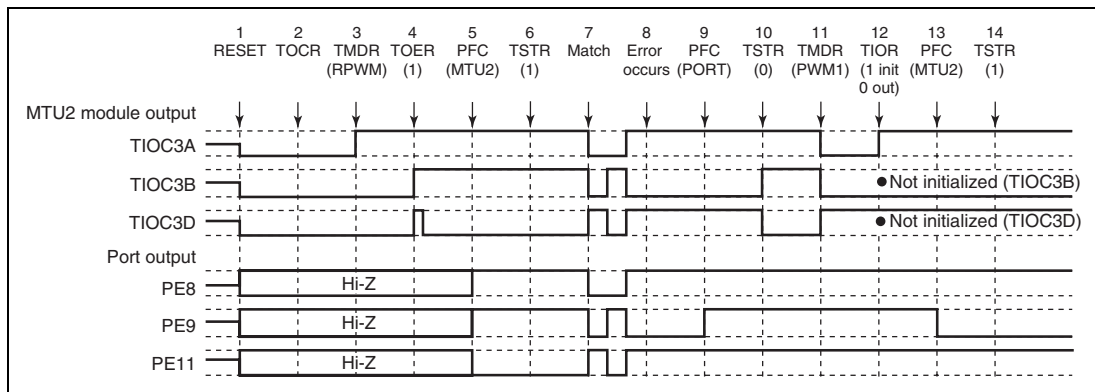 1 2 3 4 5 6 7 8 9 10 11 12 13 14
RESET TOCR TMDR TOER PFC TSTR Match Error PFC TSTR TMDR TIOR PFC TSTR
(RPWM) (1) (MTU2) (1) occurs (PORT) (0) (PWM1) (1 init (MTU2) (1)
0 out)
MTU2 module output
TIOC3A
TIOC3B ●Not initialized (TIOC3B)
TIOC3D ●Not initialized (TIOC3D)
Port output
PE8 Hi-Z
PE9 Hi-Z
PE11 Hi-Z